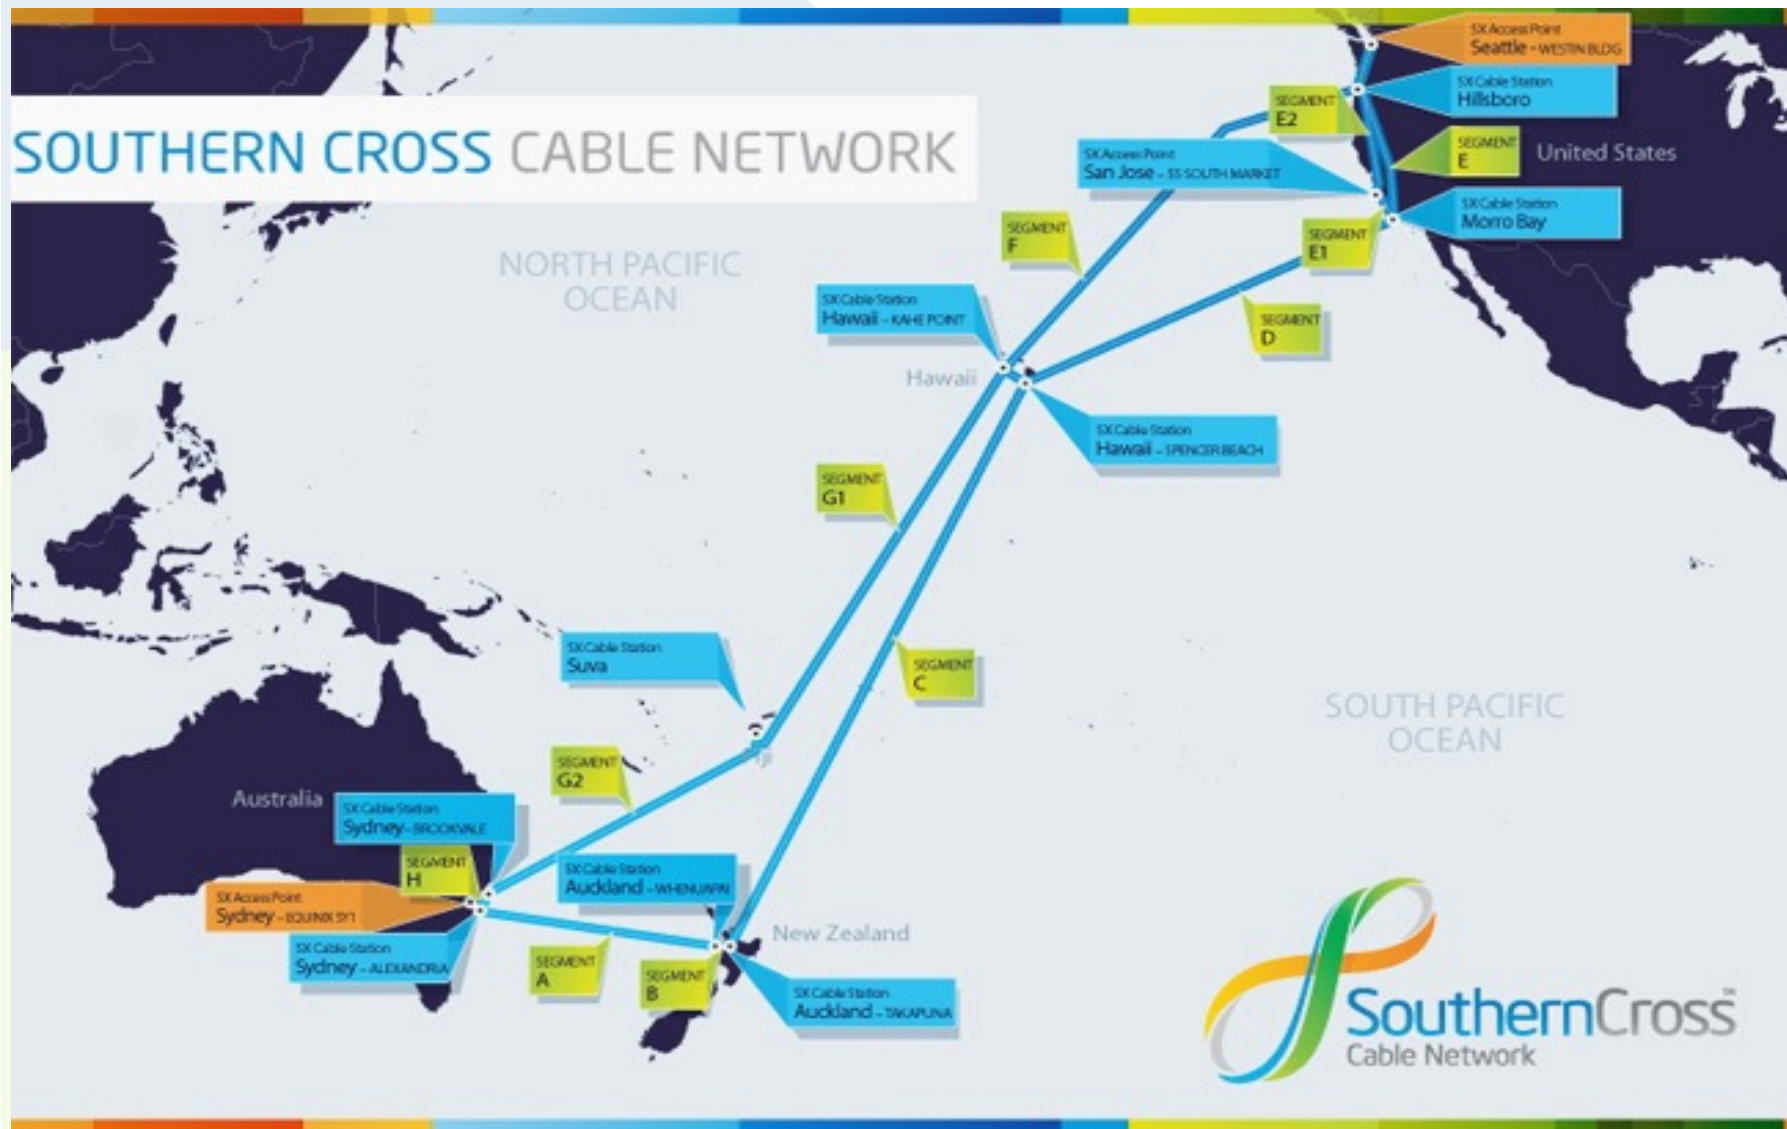 SOUTHERN CROSS CABLE NETWORK
SX Access Point
Seattle - WESTIN BLDG
SX Cable Station
Hillsboro
SEGMENT
E2
SEGMENT
E
United States
SX Access Point
San Jose - 55 SOUTH MARKET
SX Cable Station
Morro Bay
SEGMENT
F
SEGMENT
E1
NORTH PACIFIC
OCEAN
SX Cable Station
Hawaii - KAHE POINT
SEGMENT
D
Hawaii
SX Cable Station
Hawaii - SPENCER BEACH
SEGMENT
G1
SX Cable Station
Suva
SEGMENT
C
SOUTH PACIFIC
OCEAN
SEGMENT
G2
Australia
SX Cable Station
Sydney - BROOKVALE
SEGMENT
H
SX Cable Station
Auckland - WHENUAPAI
SX Access Point
Sydney - EQUINIX SY1
New Zealand
SX Cable Station
Sydney - ALEXANDRIA
SEGMENT
A
SEGMENT
B
SX Cable Station
Auckland - TAKAPUNA
SouthernCross™
Cable Network